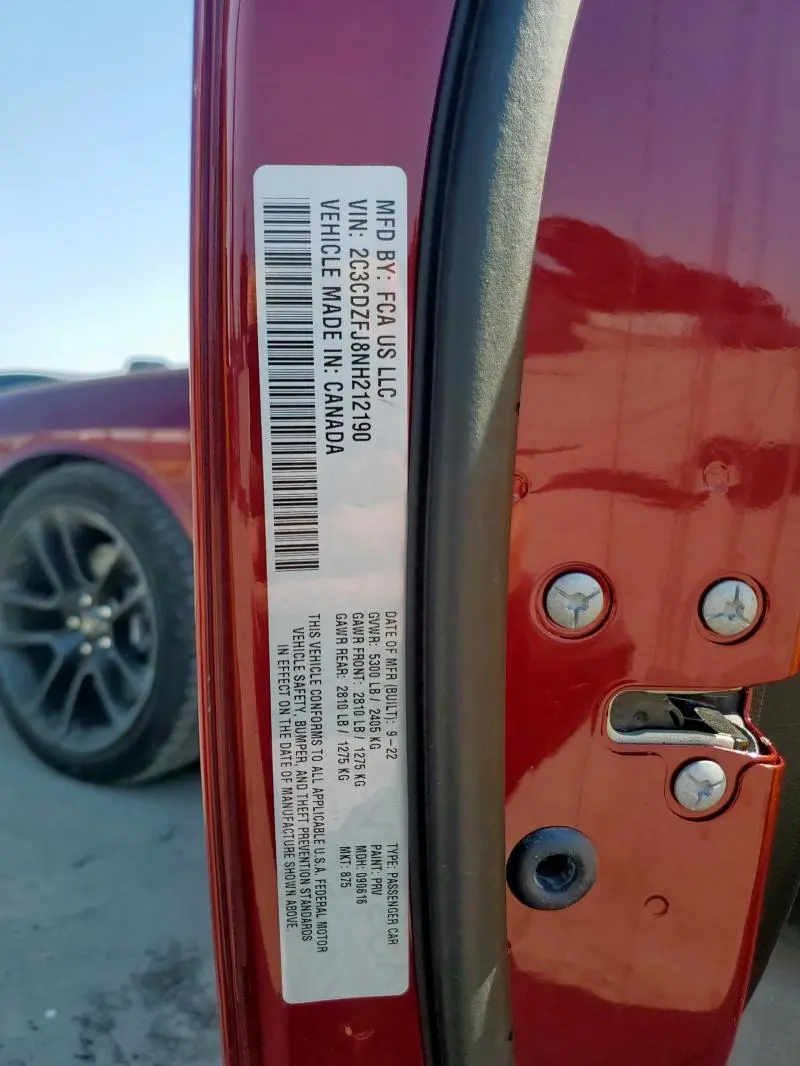 MFD BY: FCA US LLC
VIN: 2C3CDZFJ8NH212190
VEHICLE MADE IN: CANADA
DATE OF MFR (BUILT): 9-22
GVWR: 5300 LB / 2405 KG
GAWR FRONT: 2810 LB / 1275 KG
GAWR REAR: 2810 LB / 1275 KG
TYPE: PASSENGER CAR
PAINT: PRV
MDH: 090616
MKT: 875
THIS VEHICLE CONFORMS TO ALL APPLICABLE U.S.A. FEDERAL MOTOR
VEHICLE SAFETY, BUMPER, AND THEFT PREVENTION STANDARDS
IN EFFECT ON THE DATE OF MANUFACTURE SHOWN ABOVE.